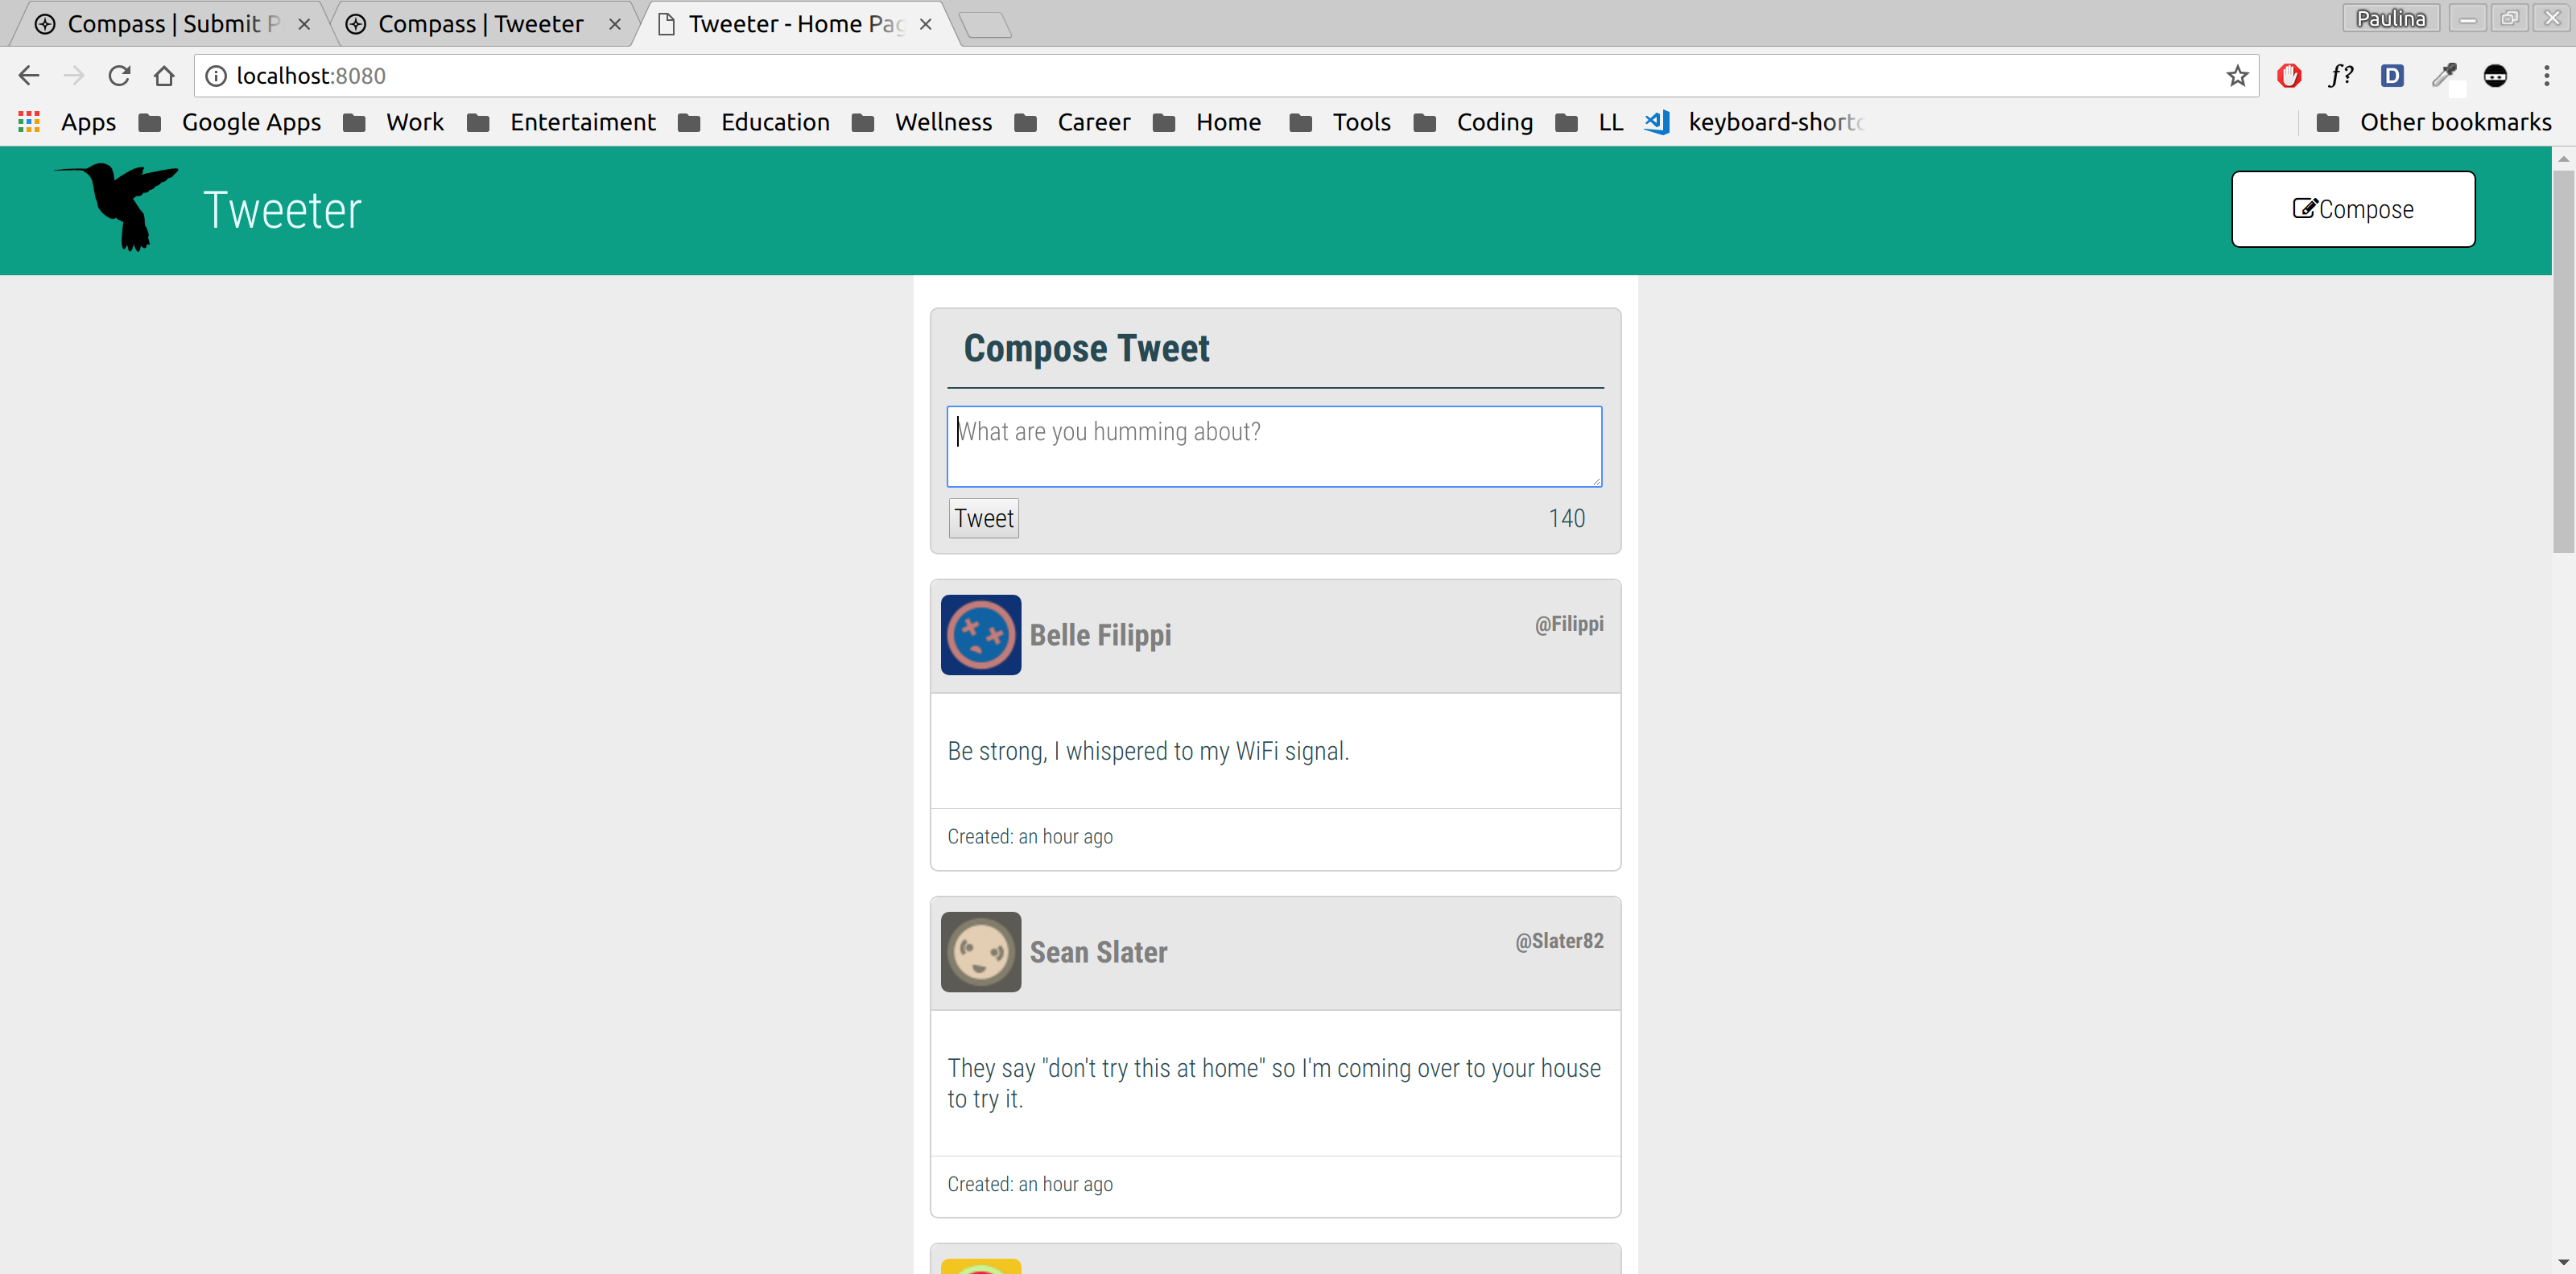 Compass | Submit P
Compass | Tweeter
Tweeter - Home Pag
Paulina
localhost:8080
f?
D
Apps
Google Apps
Work
Entertaiment
Education
Wellness
Career
Home
Tools
Coding
LL
keyboard-shortc
Other bookmarks
Tweeter
Compose
Compose Tweet
What are you humming about?
Tweet
140
Belle Filippi
@Filippi
Be strong, I whispered to my WiFi signal.
Created: an hour ago
Sean Slater
@Slater82
They say "don't try this at home" so I'm coming over to your house
to try it.
Created: an hour ago